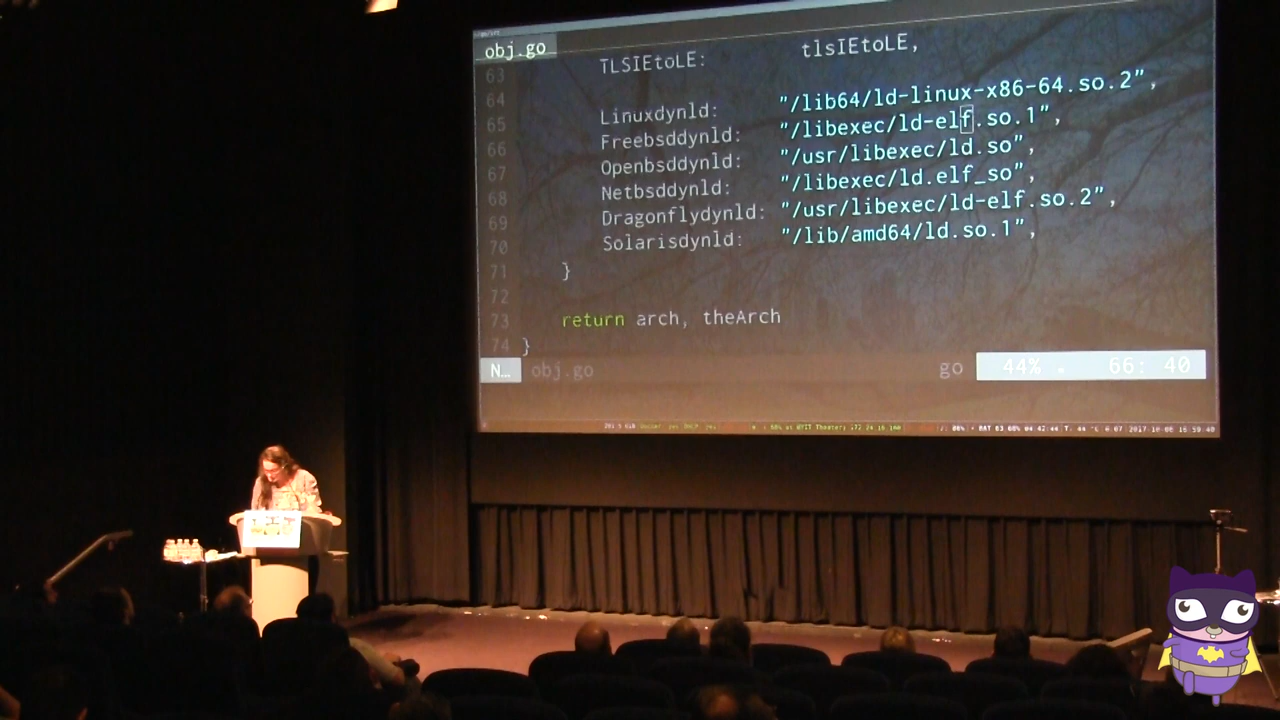 obj.go
63 TLSIEtoLE: tlsIEtoLE,
64
65 Linuxdynld: "/lib64/ld-linux-x86-64.so.2",
66 Freebsddynld: "/libexec/ld-elf.so.1",
67 Openbsddynld: "/usr/libexec/ld.so",
68 Netbsddynld: "/libexec/ld.elf_so",
69 Dragonflydynld: "/usr/libexec/ld-elf.so.2",
70 Solarisdynld: "/lib/amd64/ld.so.1",
71 }
72
73 return arch, theArch
74 }
N… obj.go go 44% 66: 40